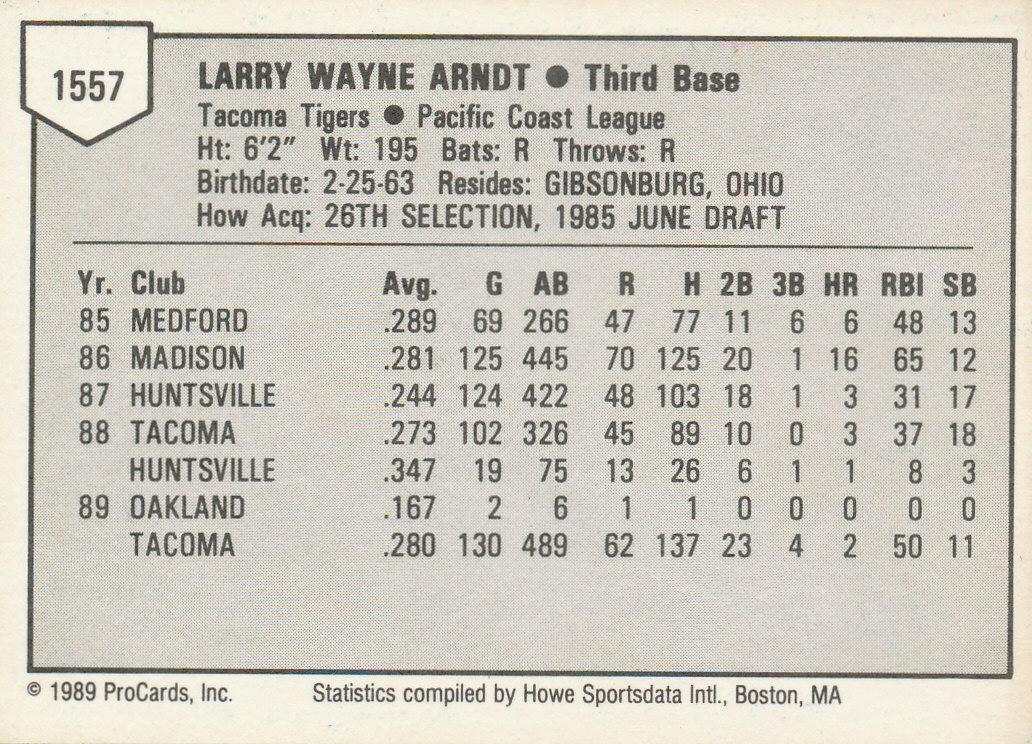 1557
LARRY WAYNE ARNDT ● Third Base
Tacoma Tigers ● Pacific Coast League
Ht: 6'2" Wt: 195 Bats: R Throws: R
Birthdate: 2-25-63 Resides: GIBSONBURG, OHIO
How Acq: 26TH SELECTION, 1985 JUNE DRAFT
Yr. Club Avg. G AB R H 2B 3B HR RBI SB
85 MEDFORD .289 69 266 47 77 11 6 6 48 13
86 MADISON .281 125 445 70 125 20 1 16 65 12
87 HUNTSVILLE .244 124 422 48 103 18 1 3 31 17
88 TACOMA .273 102 326 45 89 10 0 3 37 18
HUNTSVILLE .347 19 75 13 26 6 1 1 8 3
89 OAKLAND .167 2 6 1 1 0 0 0 0 0
TACOMA .280 130 489 62 137 23 4 2 50 11
© 1989 ProCards, Inc. Statistics compiled by Howe Sportsdata Intl., Boston, MA